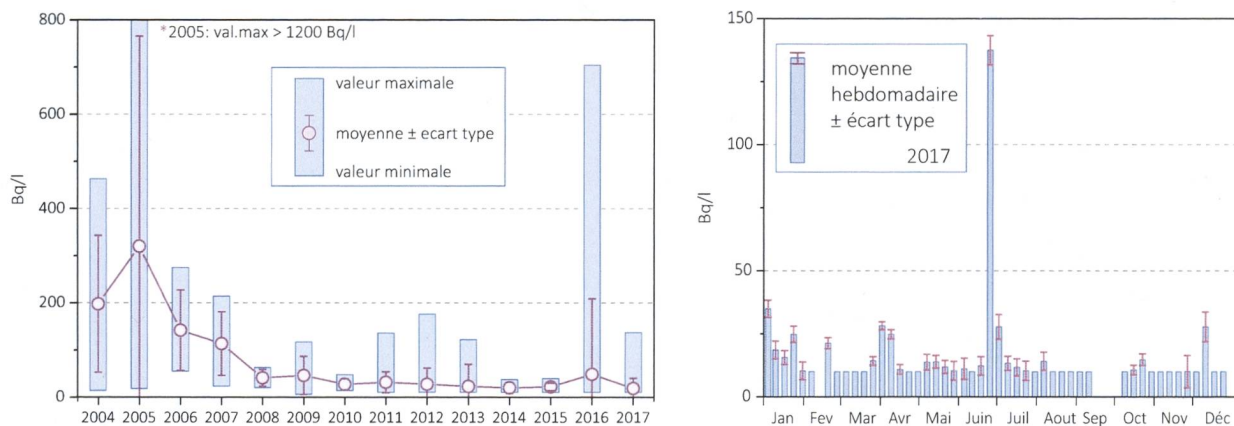 800
600
400
200
0
Bq/l
*2005: val.max > 1200 Bq/l
valeur maximale
moyenne ± ecart type
valeur minimale
2004 2005 2006 2007 2008 2009 2010 2011 2012 2013 2014 2015 2016 2017
150
100
50
0
Bq/l
moyenne
hebdomadaire
± écart type
2017
Jan Fev Mar Avr Mai Juin Juil Aout Sep Oct Nov Déc